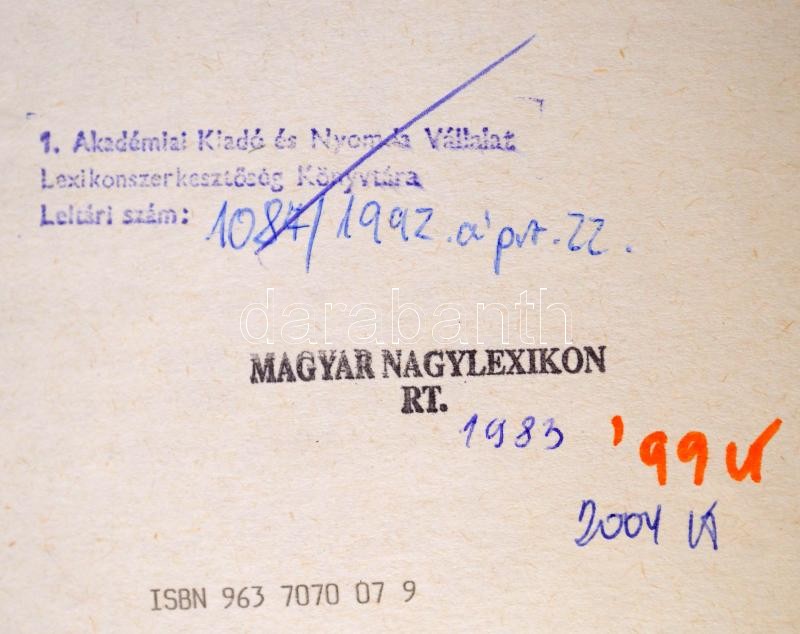 1. Akadémiai Kiadó és Nyomda Vállalat
Lexikonszerkesztőség Könyvtára
Leltári szám: 1087/1992. ápr. 22.
darabanth
MAGYAR NAGYLEXIKON
RT.
1983 '99
2004
ISBN 963 7070 07 9